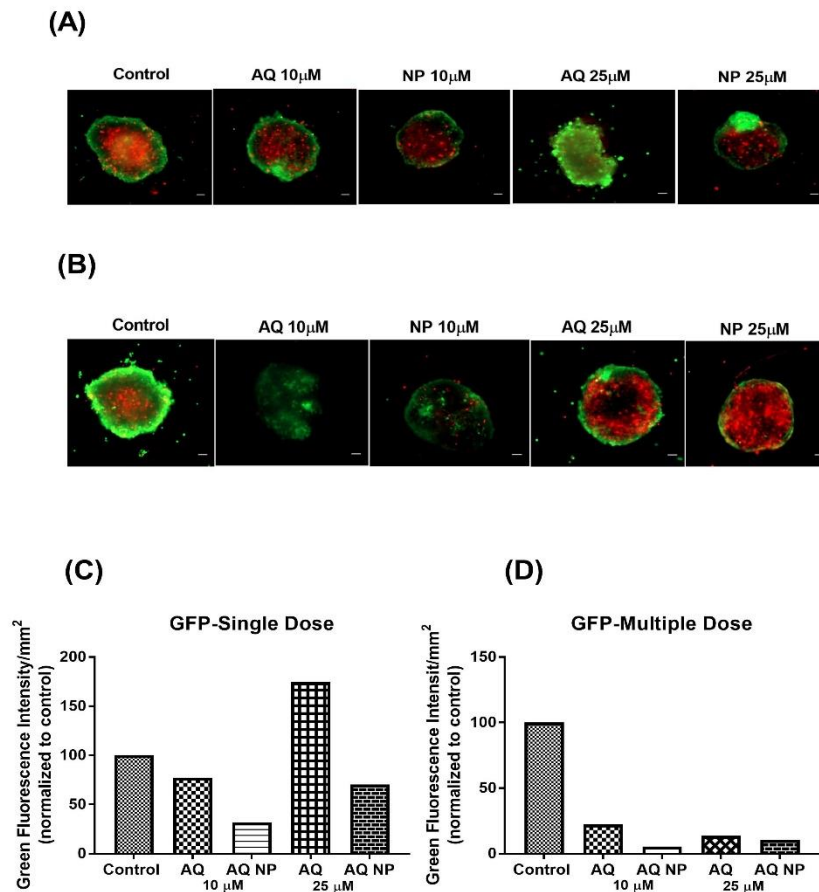 (A)
Control AQ 10μM NP 10μM AQ 25μM NP 25μM
(B)
Control AQ 10μM NP 10μM AQ 25μM NP 25μM
(C)
GFP-Single Dose
Green Fluorescence Intensity/mm²
(normalized to control)
200
150
100
50
0
Control AQ AQ NP AQ AQ NP
10 μM 25 μM
(D)
GFP-Multiple Dose
Green Fluorescence Intensit/mm²
(normalized to control)
150
100
50
0
Control AQ AQ NP AQ AQ NP
10 μM 25 μM